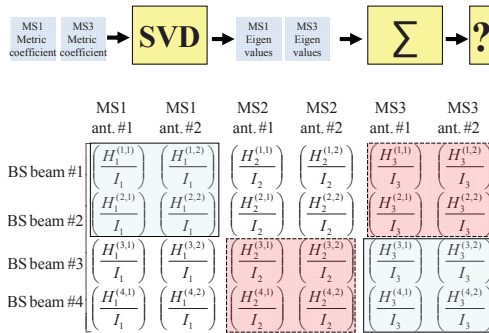 MS1 Metric coefficient MS3 Metric coefficient SVD MS1 Eigen values MS3 Eigen values ∑ ?
MS1 MS1 MS2 MS2 MS3 MS3
ant. #1 ant. #2 ant. #1 ant. #2 ant. #1 ant. #2
BS beam #1 (H_1^(1,1) / I_1) (H_1^(1,2) / I_1) (H_2^(1,1) / I_2) (H_2^(1,2) / I_2) (H_3^(1,1) / I_3) (H_3^(1,2) / I_3)
BS beam #2 (H_1^(2,1) / I_1) (H_1^(2,2) / I_1) (H_2^(2,1) / I_2) (H_2^(2,2) / I_2) (H_3^(2,1) / I_3) (H_3^(2,2) / I_3)
BS beam #3 (H_1^(3,1) / I_1) (H_1^(3,2) / I_1) (H_2^(3,1) / I_2) (H_2^(3,2) / I_2) (H_3^(3,1) / I_3) (H_3^(3,2) / I_3)
BS beam #4 (H_1^(4,1) / I_1) (H_1^(4,2) / I_1) (H_2^(4,1) / I_2) (H_2^(4,2) / I_2) (H_3^(4,1) / I_3) (H_3^(4,2) / I_3)